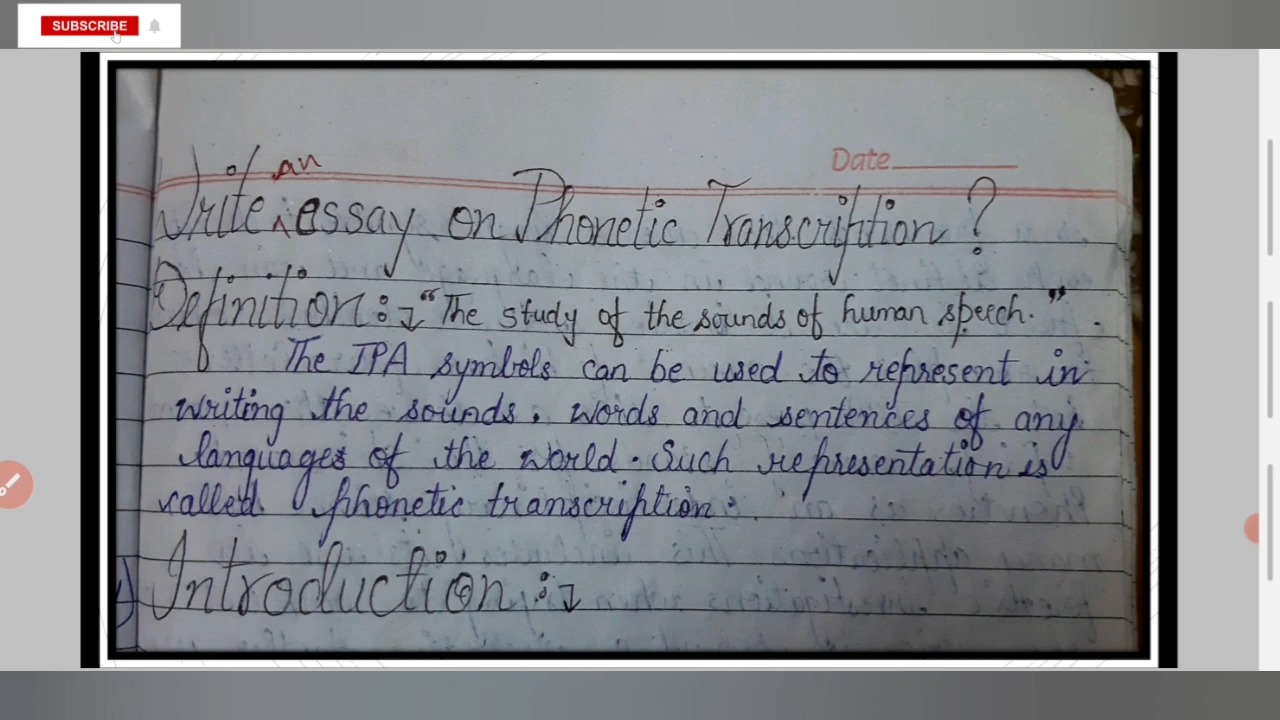 SUBSCRIBE
Date
an
Write essay on Phonetic Transcription ?
Definition : "The study of the sounds of human speech."
The IPA symbols can be used to represent in
writing the sounds, words and sentences of any
languages of the world. Such representation is
called phonetic transcription.
Introduction :